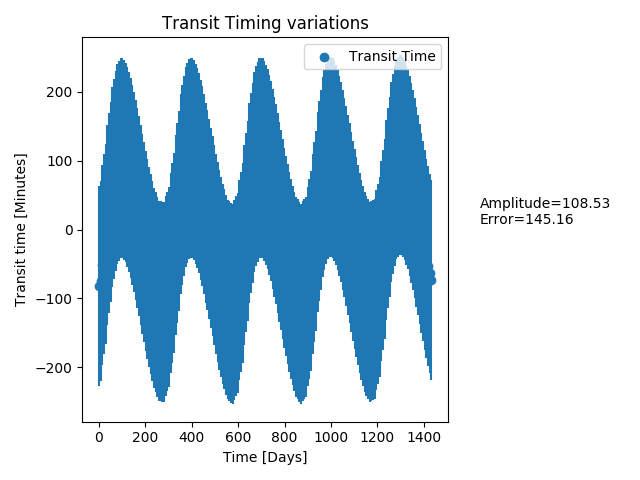 Transit Timing variations
Transit Time
200
100
0
−100
−200
Transit time [Minutes]
0
200
400
600
800
1000
1200
1400
Time [Days]
Amplitude=108.53
Error=145.16